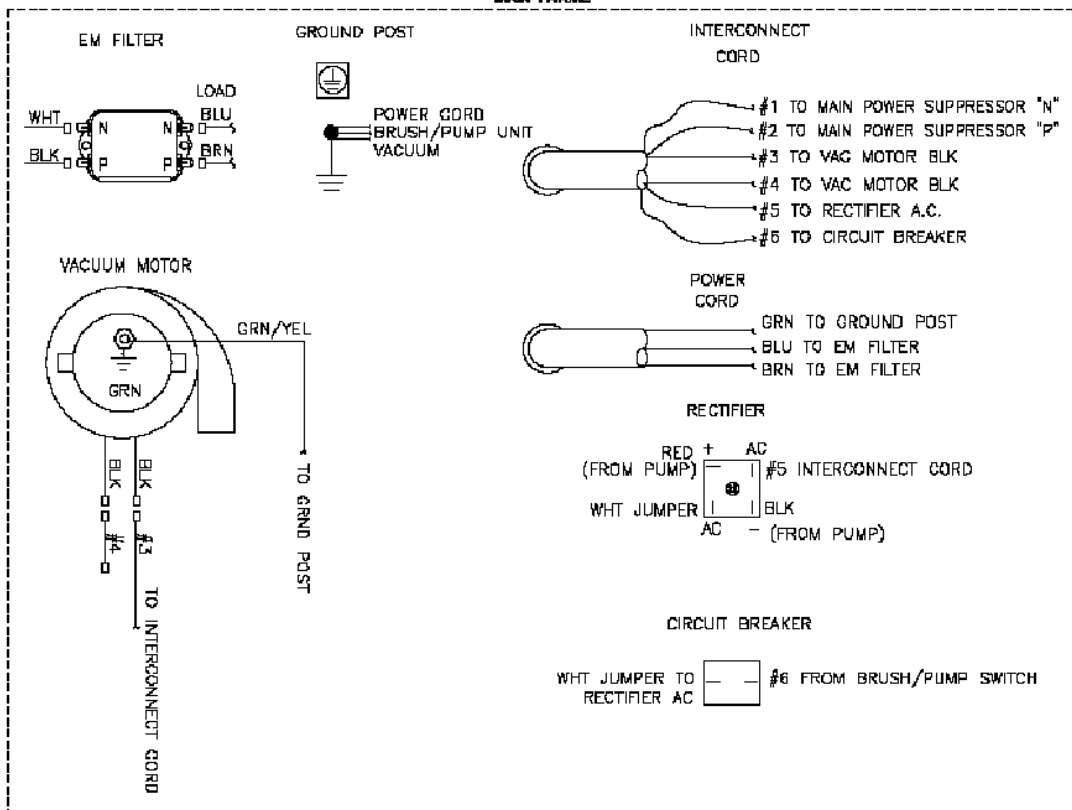 EM FILTER
LOAD
WHT
N
N
BLU
BLK
P
P
BRN
GROUND POST
POWER CORD
BRUSH/PUMP UNIT
VACUUM
INTERCONNECT
CORD
#1 TO MAIN POWER SUPPRESSOR "N"
#2 TO MAIN POWER SUPPRESSOR "P"
#3 TO VAC MOTOR BLK
#4 TO VAC MOTOR BLK
#5 TO RECTIFIER A.C.
#6 TO CIRCUIT BREAKER
VACUUM MOTOR
GRN/YEL
GRN
BLK
BLK
#4
#3
TO GRND POST
TO INTERCONNECT CORD
POWER
CORD
GRN TO GROUND POST
BLU TO EM FILTER
BRN TO EM FILTER
RECTIFIER
RED + AC
(FROM PUMP)
#5 INTERCONNECT CORD
WHT JUMPER
BLK
AC - (FROM PUMP)
CIRCUIT BREAKER
WHT JUMPER TO
RECTIFIER AC
#6 FROM BRUSH/PUMP SWITCH